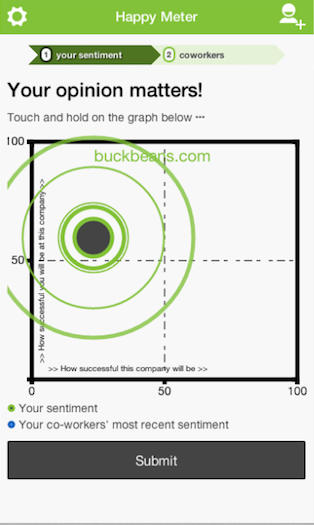 Happy Meter
1 your sentiment 2 coworkers
Your opinion matters!
Touch and hold on the graph below •••
100
buckbeans.com
50
>> How successful you will be at this company >>
>> How successful this company will be >>
0 50 100
Your sentiment
Your co-workers' most recent sentiment
Submit